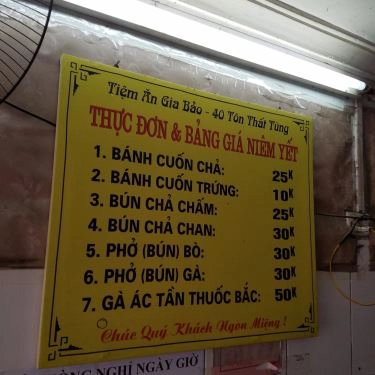 Tiệm Ăn Gia Bảo - 40 Tôn Thất Tùng
THỰC ĐƠN & BẢNG GIÁ NIÊM YẾT
1. BÁNH CUỐN CHẢ: 25K
2. BÁNH CUỐN TRỨNG: 10K
3. BÚN CHẢ CHẤM: 25K
4. BÚN CHẢ CHAN: 30K
5. PHỞ (BÚN) BÒ: 30K
6. PHỞ (BÚN) GÀ: 30K
7. GÀ ÁC TẦN THUỐC BẮC: 50K
Chúc Quý Khách Ngon Miệng!
NGHỈ NGÀY GIỜ